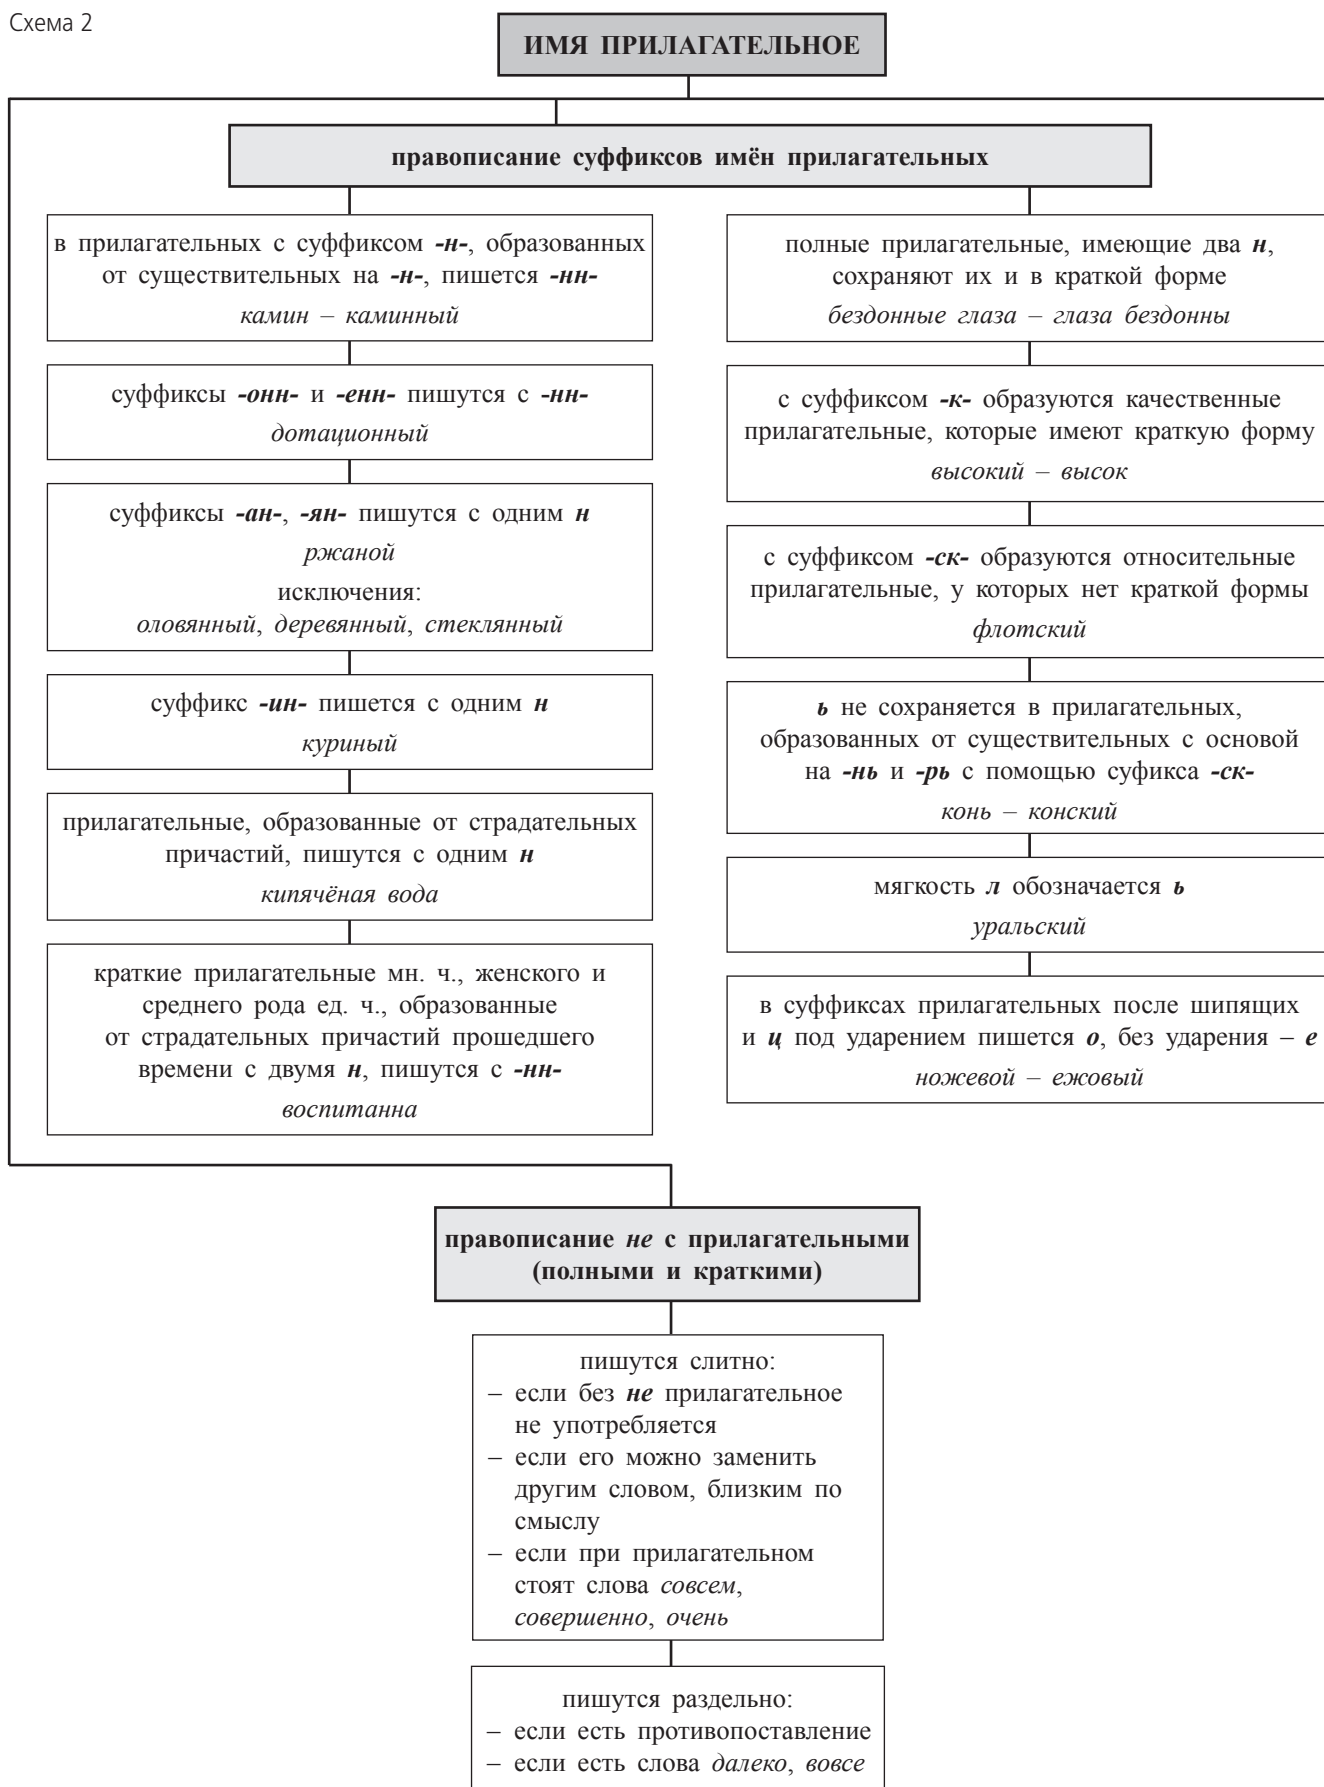 Схема 2
ИМЯ ПРИЛАГАТЕЛЬНОЕ
правописание суффиксов имён прилагательных
в прилагательных с суффиксом -н-, образованных
от существительных на -н-, пишется -нн-
камин – каминный
суффиксы -онн- и -енн- пишутся с -нн-
дотационный
суффиксы -ан-, -ян- пишутся с одним н
ржаной
исключения:
оловянный, деревянный, стеклянный
суффикс -ин- пишется с одним н
куриный
прилагательные, образованные от страдательных
причастий, пишутся с одним н
кипячёная вода
краткие прилагательные мн. ч., женского и
среднего рода ед. ч., образованные
от страдательных причастий прошедшего
времени с двумя н, пишутся с -нн-
воспитанна
полные прилагательные, имеющие два н,
сохраняют их и в краткой форме
бездонные глаза – глаза бездонны
с суффиксом -к- образуются качественные
прилагательные, которые имеют краткую форму
высокий – высок
с суффиксом -ск- образуются относительные
прилагательные, у которых нет краткой формы
флотский
ь не сохраняется в прилагательных,
образованных от существительных с основой
на -нь и -рь с помощью суфикса -ск-
конь – конский
мягкость л обозначается ь
уральский
в суффиксах прилагательных после шипящих
и ц под ударением пишется о, без ударения – е
ножевой – ежовый
правописание не с прилагательными
(полными и краткими)
пишутся слитно:
– если без не прилагательное
не употребляется
– если его можно заменить
другим словом, близким по
смыслу
– если при прилагательном
стоят слова совсем,
совершенно, очень
пишутся раздельно:
– если есть противопоставление
– если есть слова далеко, вовсе